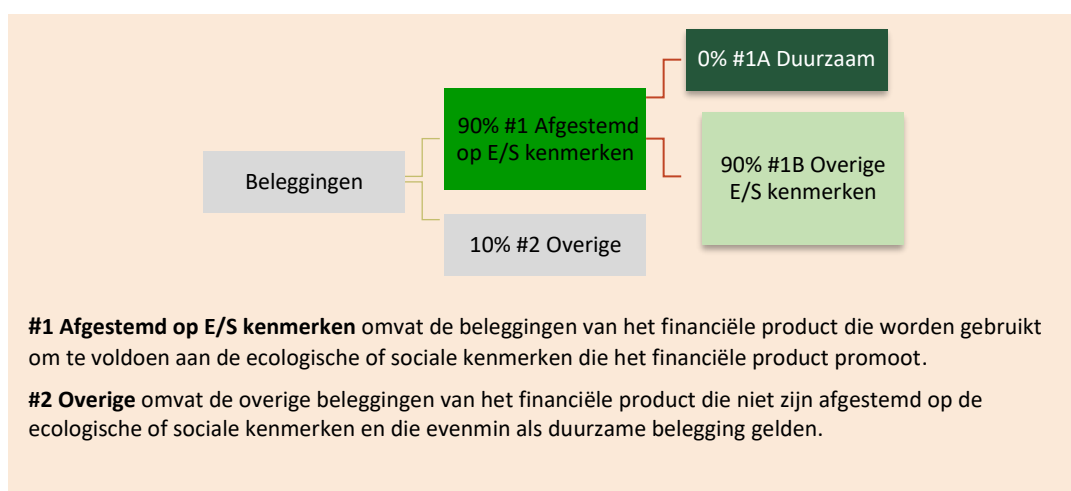 0% #1A Duurzaam
90% #1 Afgestemd
op E/S kenmerken
90% #1B Overige
E/S kenmerken
Beleggingen
10% #2 Overige
#1 Afgestemd op E/S kenmerken omvat de beleggingen van het financiële product die worden gebruikt
om te voldoen aan de ecologische of sociale kenmerken die het financiële product promoot.
#2 Overige omvat de overige beleggingen van het financiële product die niet zijn afgestemd op de
ecologische of sociale kenmerken en die evenmin als duurzame belegging gelden.